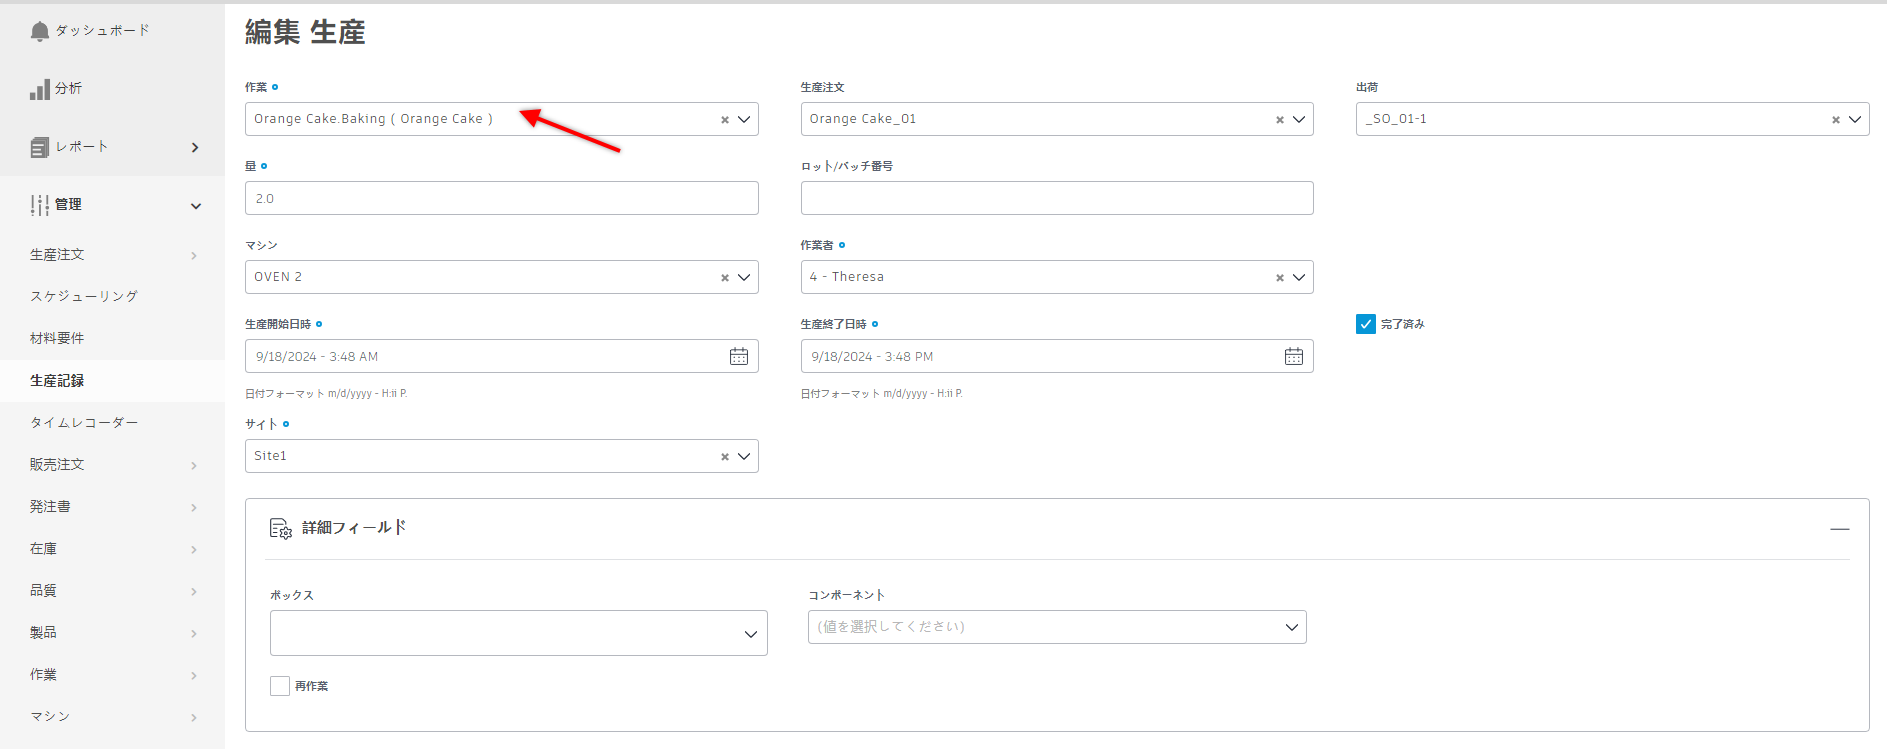 ダッシュボード
分析
レポート
管理
生産注文
スケジューリング
材料要件
生産記録
タイムレコーダー
販売注文
発注書
在庫
品質
製品
作業
マシン
編集 生産
作業
Orange Cake.Baking ( Orange Cake )
生産注文
Orange Cake_01
出荷
_SO_01-1
量
2.0
ロット/バッチ番号
マシン
OVEN 2
作業者
4 - Theresa
生産開始日時
9/18/2024 - 3:48 AM
日付フォーマット m/d/yyyy - H:ii P.
生産終了日時
9/18/2024 - 3:48 PM
日付フォーマット m/d/yyyy - H:ii P.
完了済み
サイト
Site1
詳細フィールド
ボックス
コンポーネント
(値を選択してください)
再作業